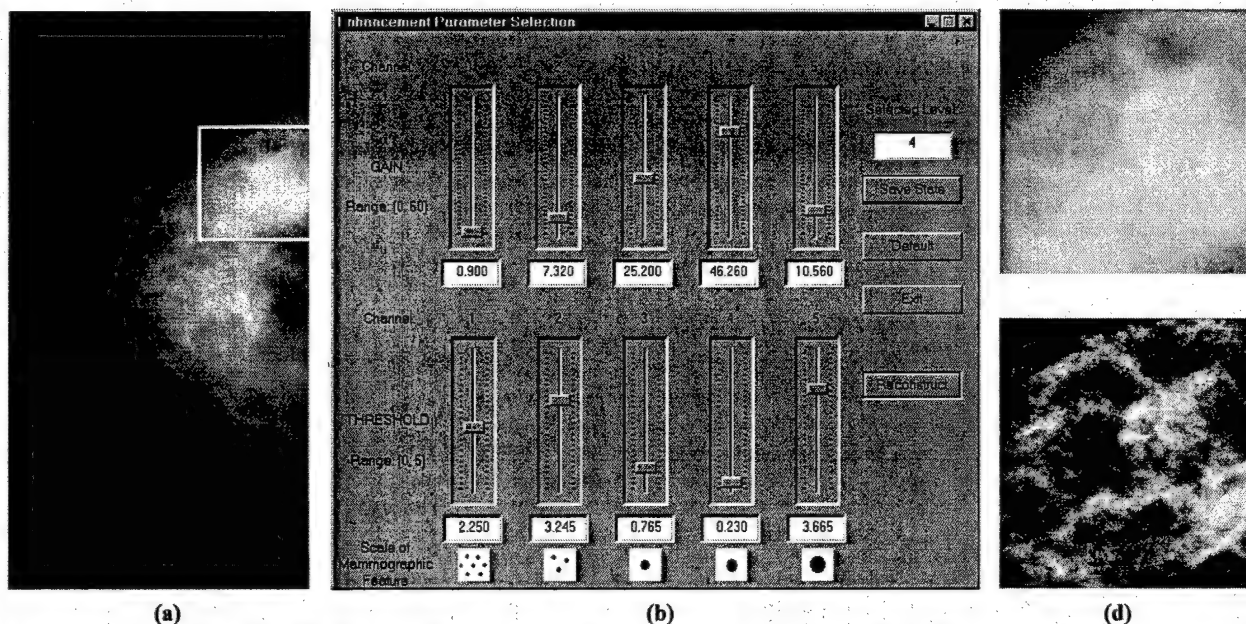 Enhancement Parameter Selection
Channel
GAIN
Range: [0, 60]
0.900 7.320 25.200 46.260 10.560
Selected Level
4
Save State
Default
Exit
Reconstruct
Channel 1 2 3 4 5
THRESHOLD
Range: [0, 5]
2.250 3.245 0.765 0.230 3.665
Scale of
Mammographic
Feature
(a)
(b)
(d)